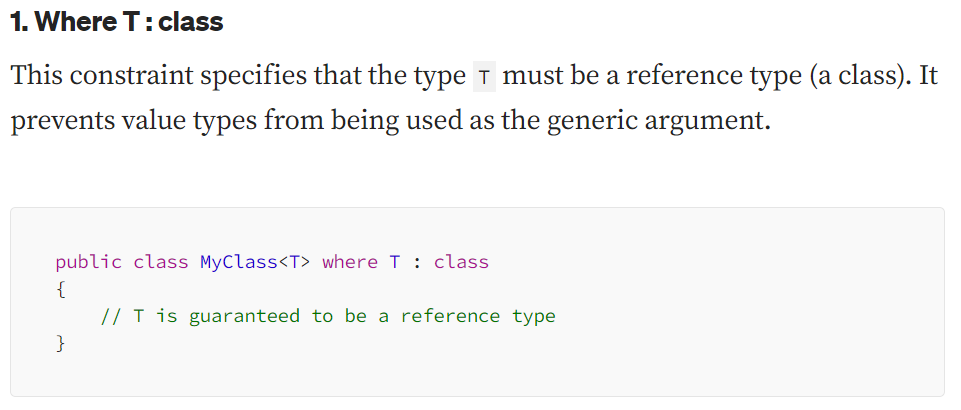 1. Where T : class
This constraint specifies that the type T must be a reference type (a class). It
prevents value types from being used as the generic argument.
public class MyClass<T> where T : class
{
    // T is guaranteed to be a reference type
}